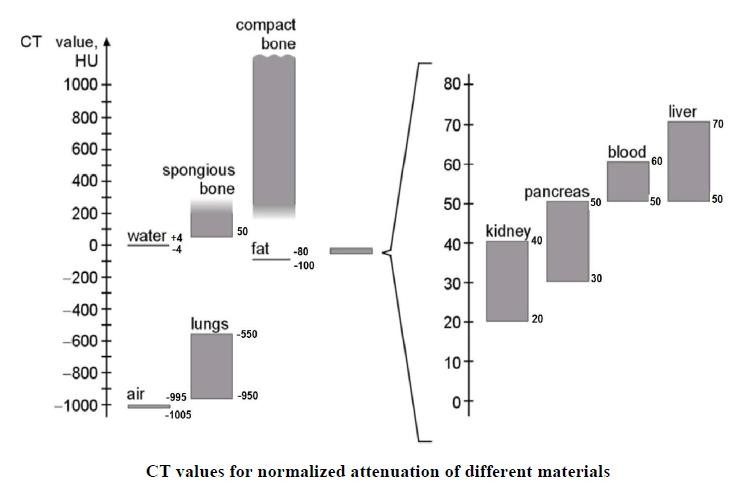 CT value,
HU
1000
800
600
400
200
0
−200
−400
−600
−800
−1000
compact
bone
spongious
bone
50
water +4
-4
fat -80
-100
lungs
-550
-950
air
-995
-1005
80
70
60
50
40
30
20
10
0
liver
70
50
blood
60
50
pancreas
50
30
kidney
40
20
CT values for normalized attenuation of different materials